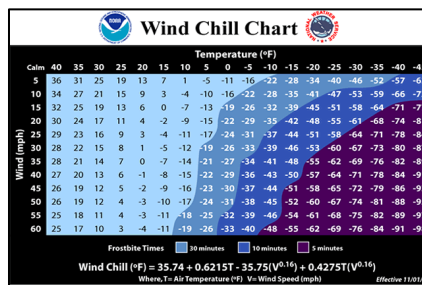 Wind Chill Chart
Temperature (°F)
Calm 40 35 30 25 20 15 10 5 0 -5 -10 -15 -20 -25 -30 -35 -40
Wind (mph)
5 36 31 25 19 13 7 1 -5 -11 -16 -22 -28 -34 -40 -46 -52 -57
10 34 27 21 15 9 3 -4 -10 -16 -22 -28 -35 -41 -47 -53 -59 -66
15 32 25 19 13 6 0 -7 -13 -19 -26 -32 -39 -45 -51 -58 -64 -71
20 30 24 17 11 4 -2 -9 -15 -22 -29 -35 -42 -48 -55 -61 -68 -74
25 29 23 16 9 3 -4 -11 -17 -24 -31 -37 -44 -51 -58 -64 -71 -78
30 28 22 15 8 1 -5 -12 -19 -26 -33 -39 -46 -53 -60 -67 -73 -80
35 28 21 14 7 0 -7 -14 -21 -27 -34 -41 -48 -55 -62 -69 -76 -82
40 27 20 13 6 -1 -8 -15 -22 -29 -36 -43 -50 -57 -64 -71 -78 -84
45 26 19 12 5 -2 -9 -16 -23 -30 -37 -44 -51 -58 -65 -72 -79 -86
50 26 19 12 4 -3 -10 -17 -24 -31 -38 -45 -52 -60 -67 -74 -81 -88
55 25 18 11 4 -3 -11 -18 -25 -32 -39 -46 -54 -61 -68 -75 -82 -89
60 25 17 10 3 -4 -11 -19 -26 -33 -40 -48 -55 -62 -69 -76 -84 -91
Frostbite Times 30 minutes 10 minutes 5 minutes
Wind Chill (°F) = 35.74 + 0.6215T - 35.75(V0.16) + 0.4275T(V0.16)
Where, T= Air Temperature (°F) V= Wind Speed (mph)
Effective 11/01/